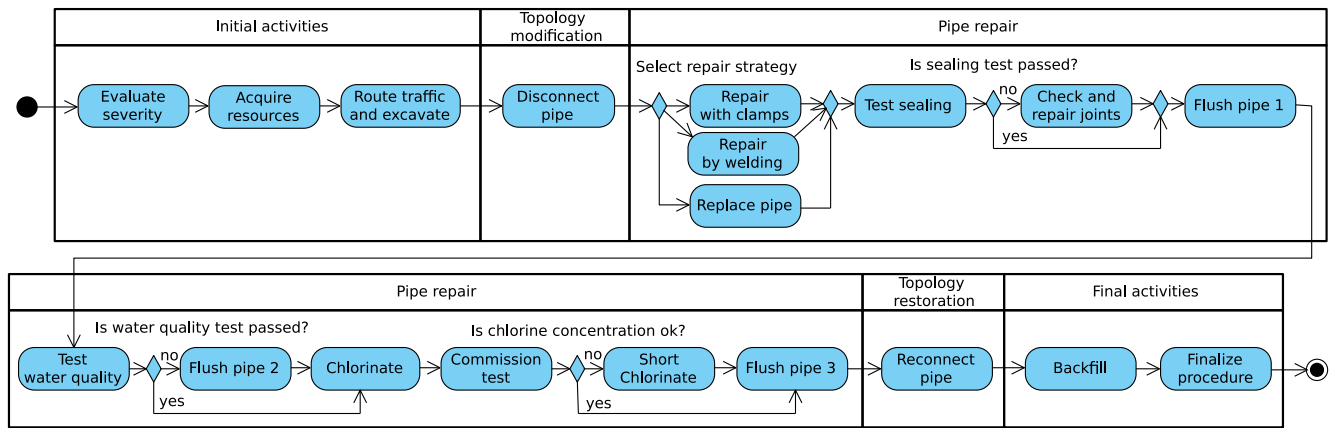 Initial activities
Topology
modification
Pipe repair
Select repair strategy
Is sealing test passed?
Evaluate
severity
Acquire
resources
Route traffic
and excavate
Disconnect
pipe
Repair
with clamps
Repair
by welding
Replace pipe
Test sealing
no
yes
Check and
repair joints
Flush pipe 1
Pipe repair
Topology
restoration
Final activities
Is water quality test passed?
Is chlorine concentration ok?
Test
water quality
no
yes
Flush pipe 2
Chlorinate
Commission
test
no
yes
Short
Chlorinate
Flush pipe 3
Reconnect
pipe
Backfill
Finalize
procedure